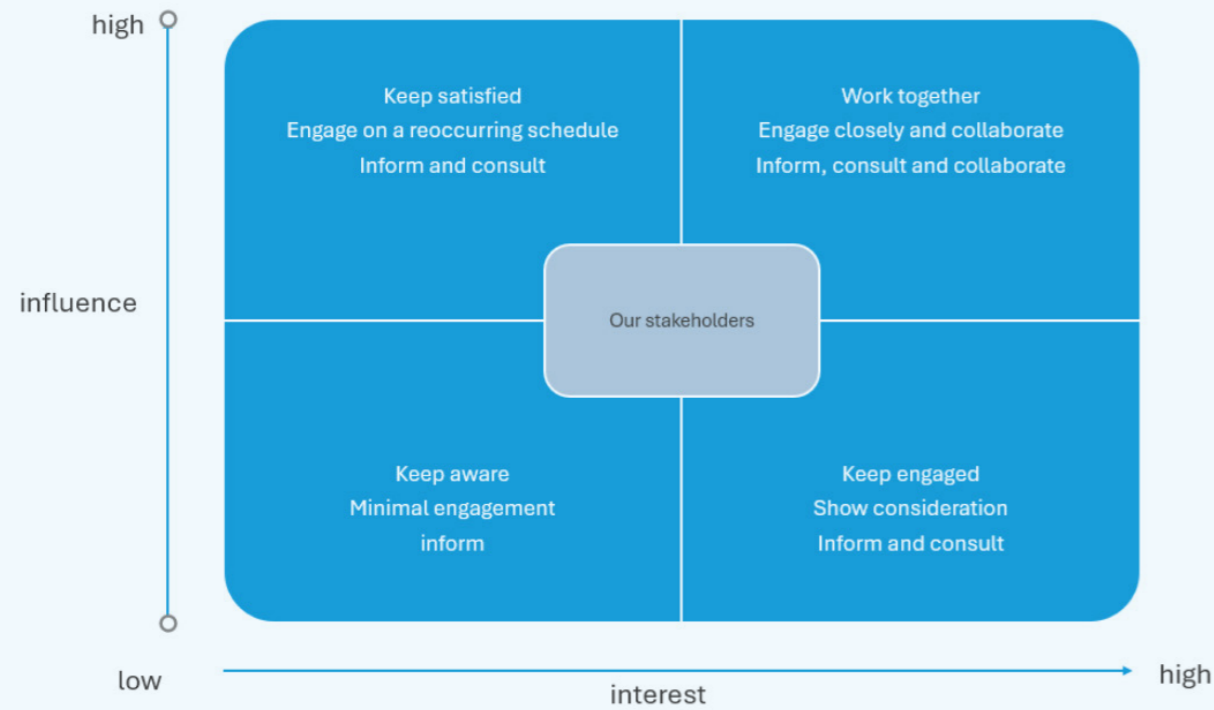 high
Keep satisfied
Engage on a reoccurring schedule
Inform and consult
Work together
Engage closely and collaborate
Inform, consult and collaborate
influence
Our stakeholders
Keep aware
Minimal engagement
inform
Keep engaged
Show consideration
Inform and consult
low
interest
high